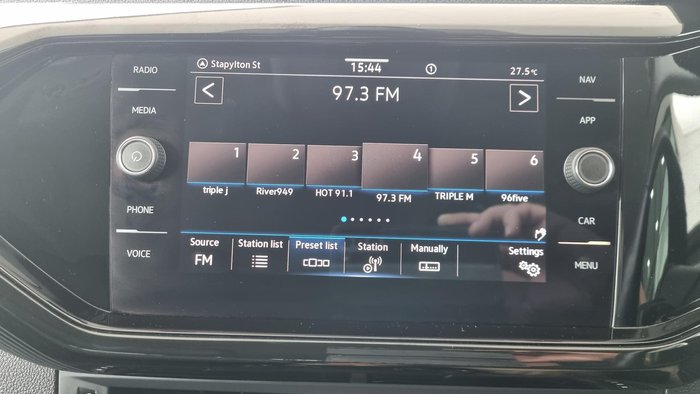 RADIO
MEDIA
PHONE
VOICE
Stapylton St
15:44
1
27.5°C
< 97.3 FM >
1 2 3 4 5 6
triple j River949 HOT 91.1 97.3 FM TRIPLE M 96five
Source Station list Preset list Station Manually Settings
FM
NAV
APP
CAR
MENU